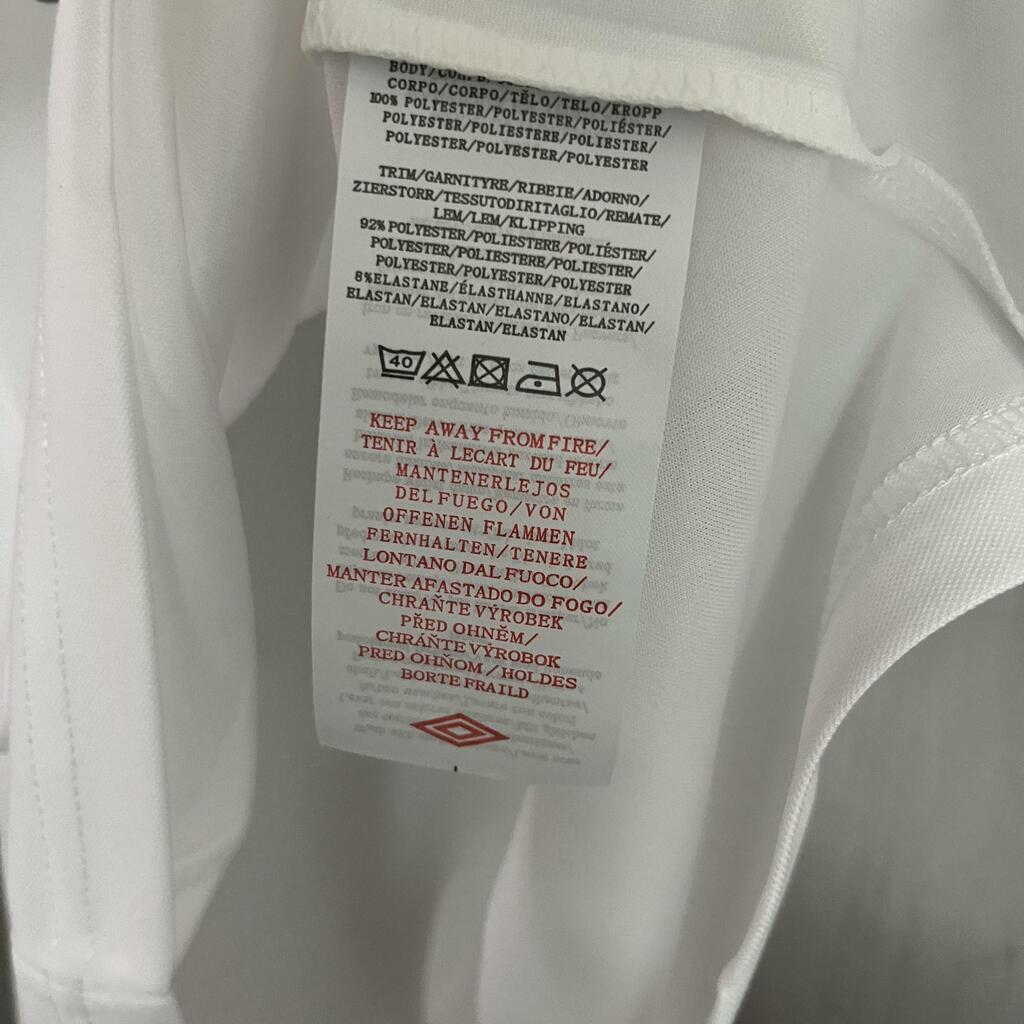 BODY/
CORPO/CORPO/TĚLO/TELO/KROPP
100% POLYESTER/POLYESTER/POLIÉSTER/
POLYESTER/POLIESTERE/POLIESTER/
POLYESTER/POLYESTER/POLYESTER
TRIM/GARNITYRE/RIBEIE/ADORNO/
ZIERSTORR/TESSUTODIRITAGLIO/REMATE/
LEM/LEM/KLIPPING
92% POLYESTER/POLIESTERE/POLIÉSTER/
POLYESTER/POLIESTERE/POLIESTER/
POLYESTER/POLYESTER/POLYESTER
8%ELASTANE/ÉLASTHANNE/ELASTANO/
ELASTAN/ELASTAN/ELASTANO/ELASTAN/
ELASTAN/ELASTAN
40
KEEP AWAY FROM FIRE/
TENIR À LECART DU FEU/
MANTENERLEJOS
DEL FUEGO/VON
OFFENEN FLAMMEN
FERNHALTEN/TENERE
LONTANO DAL FUOCO/
MANTER AFASTADO DO FOGO/
CHRAŇTE VÝROBEK
PŘED OHNĚM/
CHRÁŇTE VÝROBOK
PRED OHŇOM/HOLDES
BORTE FRAILD